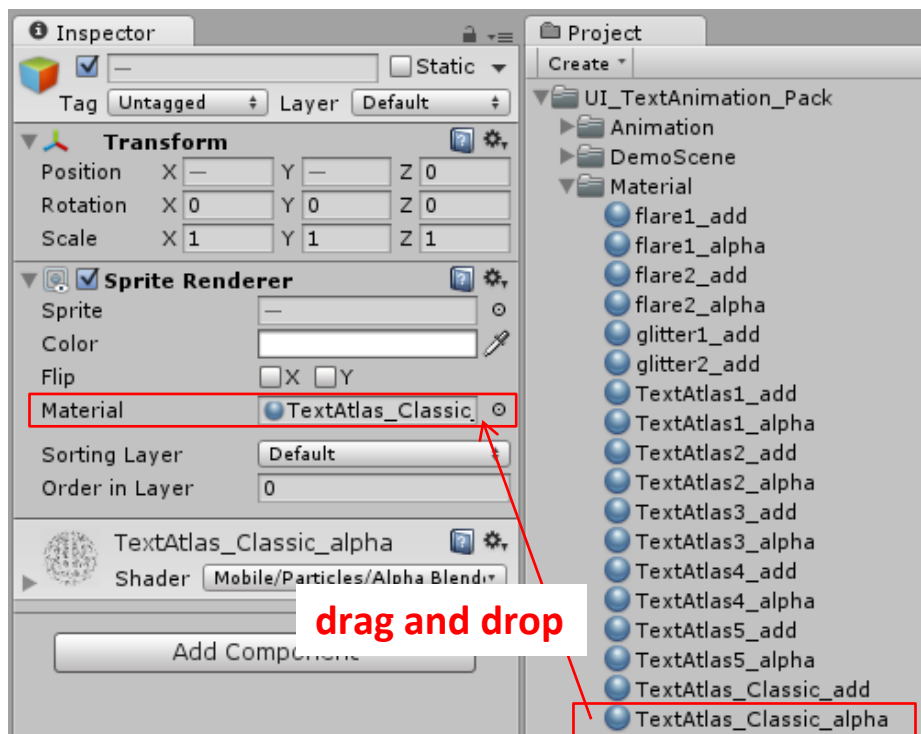 Inspector
—
Static
Tag Untagged Layer Default
Transform
Position X — Y — Z 0
Rotation X 0 Y 0 Z 0
Scale X 1 Y 1 Z 1
Sprite Renderer
Sprite —
Color
Flip X Y
Material TextAtlas_Classic_
Sorting Layer Default
Order in Layer 0
TextAtlas_Classic_alpha
Shader Mobile/Particles/Alpha Blend
drag and drop
Add Component
Project
Create
UI_TextAnimation_Pack
Animation
DemoScene
Material
flare1_add
flare1_alpha
flare2_add
flare2_alpha
glitter1_add
glitter2_add
TextAtlas1_add
TextAtlas1_alpha
TextAtlas2_add
TextAtlas2_alpha
TextAtlas3_add
TextAtlas3_alpha
TextAtlas4_add
TextAtlas4_alpha
TextAtlas5_add
TextAtlas5_alpha
TextAtlas_Classic_add
TextAtlas_Classic_alpha